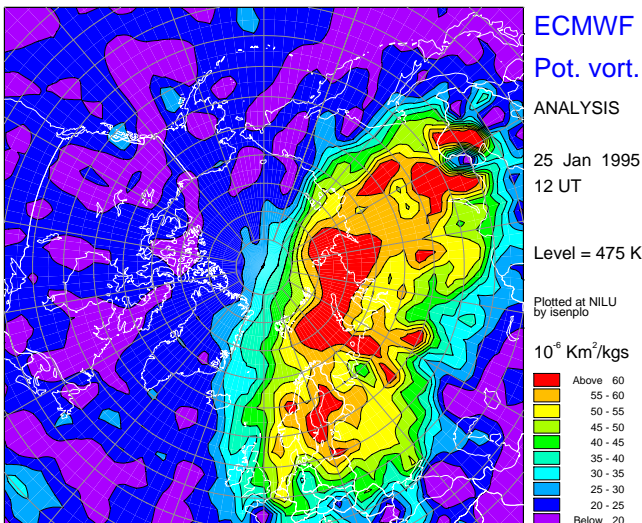 ECMWF
Pot. vort.
ANALYSIS
25 Jan 1995
12 UT
Level = 475 K
Plotted at NILU
by isenplo
10⁻⁶ Km²/kgs
Above 60
55 - 60
50 - 55
45 - 50
40 - 45
35 - 40
30 - 35
25 - 30
20 - 25
Below 20